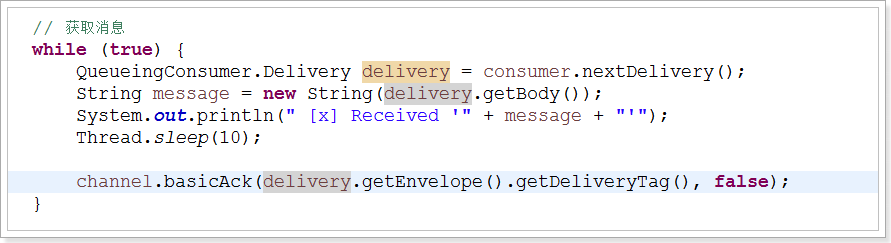 // 获取消息
while (true) {
    QueueingConsumer.Delivery delivery = consumer.nextDelivery();
    String message = new String(delivery.getBody());
    System.out.println(" [x] Received '" + message + "'");
    Thread.sleep(10);

    channel.basicAck(delivery.getEnvelope().getDeliveryTag(), false);
}